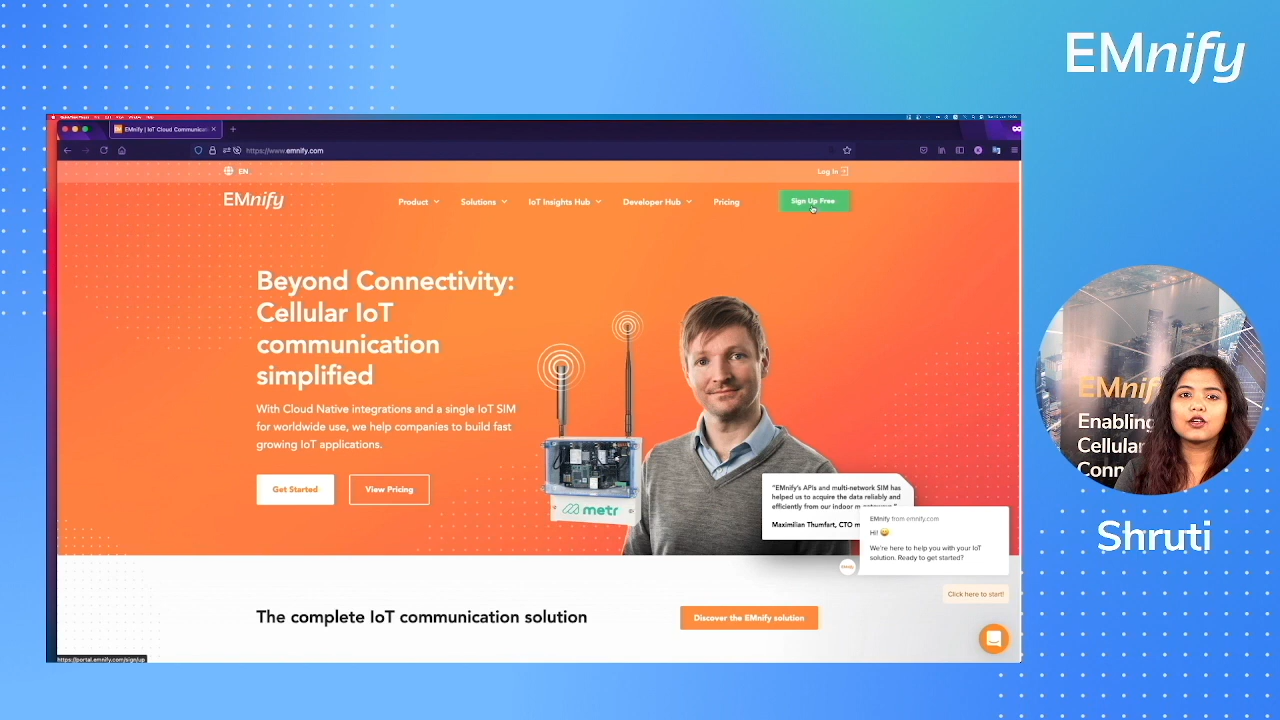 EMnify
EMnify | IoT Cloud Communicat
https://www.emnify.com
EN
Log In
EMnify
Product
Solutions
IoT Insights Hub
Developer Hub
Pricing
Sign Up Free
Beyond Connectivity:
Cellular IoT
communication
simplified
With Cloud Native integrations and a single IoT SIM
for worldwide use, we help companies to build fast
growing IoT applications.
Get Started
View Pricing
metr
"EMnify's APIs and multi-network SIM has
helped us to acquire the data reliably and
efficiently from our indoor m
Maximilian Thumfart, CTO m
EMnify from emnify.com
Hi! 😀
We're here to help you with your IoT
solution. Ready to get started?
EMnify
Click here to start!
The complete IoT communication solution
Discover the EMnify solution
https://portal.emnify.com/sign/up
EMnif
Enabling
Cellular
Conn
Shruti